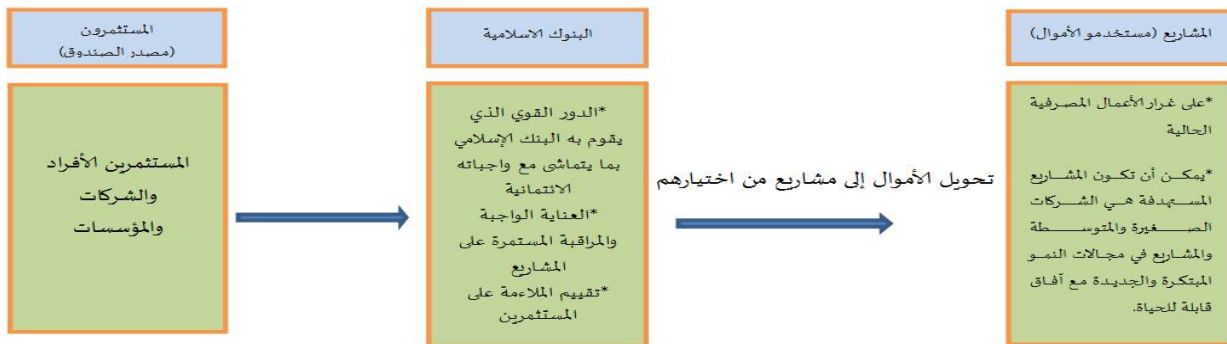 المستثمرون
(مصدر الصندوق)
المستثمرين الأفراد
والشركات
والمؤسسات
البنوك الاسلامية
*الدور القوي الذي
يقوم به البنك الإسلامي
بما يتماشى مع واجباته
الائتمانية
*العناية الواجبة
والمراقبة المستمرة على
المشاريع
*تقييم الملاءمة على
المستثمرين
تحويل الأموال إلى مشاريع من اختيارهم
المشاريع (مستخدمو الأموال)
*على غرار الأعمال المصرفية
الحالية
*يمكن أن تكون المشاريع
المستهدفة هي الشركات
الصغيرة والمتوسطة
والمشاريع في مجالات النمو
المبتكرة والجديدة مع آفاق
قابلة للحياة.